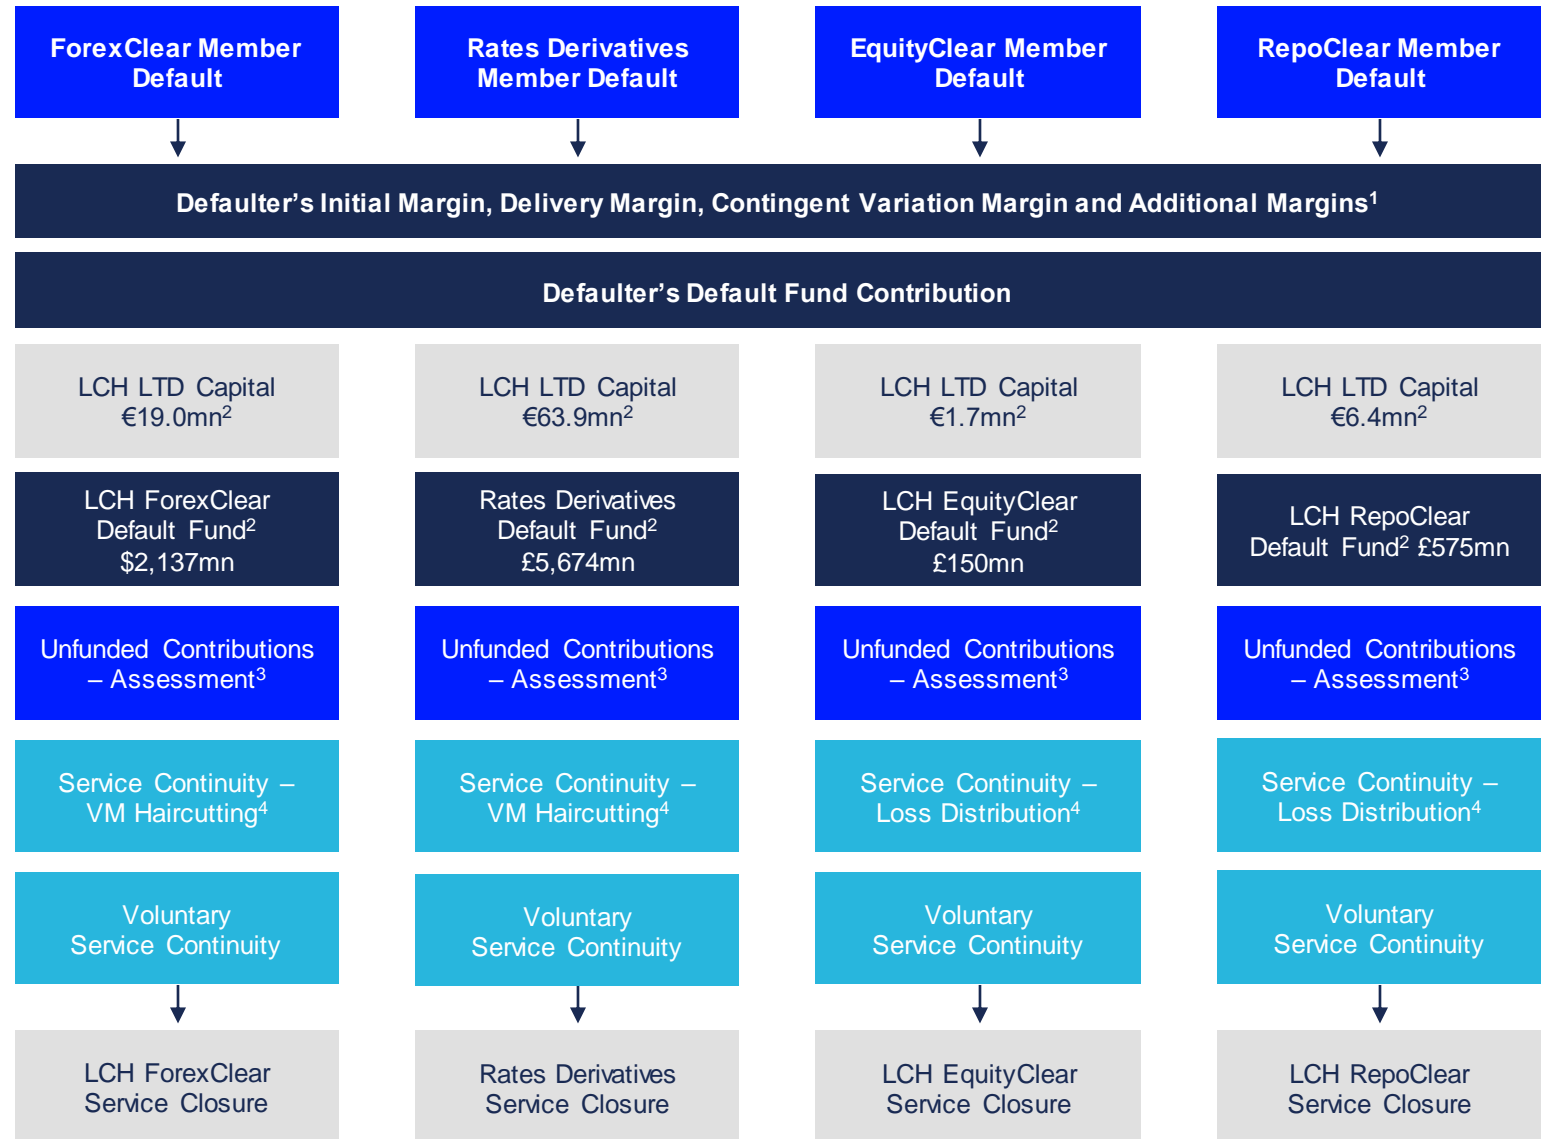 ForexClear Member
Default
Rates Derivatives
Member Default
EquityClear Member
Default
RepoClear Member
Default
Defaulter’s Initial Margin, Delivery Margin, Contingent Variation Margin and Additional Margins¹
Defaulter’s Default Fund Contribution
LCH LTD Capital
€19.0mn²
LCH LTD Capital
€63.9mn²
LCH LTD Capital
€1.7mn²
LCH LTD Capital
€6.4mn²
LCH ForexClear
Default Fund²
$2,137mn
Rates Derivatives
Default Fund²
£5,674mn
LCH EquityClear
Default Fund²
£150mn
LCH RepoClear
Default Fund² £575mn
Unfunded Contributions
– Assessment³
Unfunded Contributions
– Assessment³
Unfunded Contributions
– Assessment³
Unfunded Contributions
– Assessment³
Service Continuity –
VM Haircutting⁴
Service Continuity –
VM Haircutting⁴
Service Continuity –
Loss Distribution⁴
Service Continuity –
Loss Distribution⁴
Voluntary
Service Continuity
Voluntary
Service Continuity
Voluntary
Service Continuity
Voluntary
Service Continuity
LCH ForexClear
Service Closure
Rates Derivatives
Service Closure
LCH EquityClear
Service Closure
LCH RepoClear
Service Closure